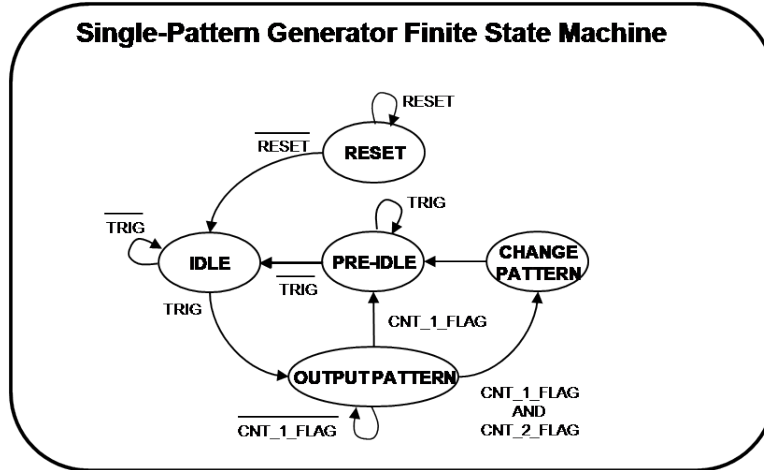 Single-Pattern Generator Finite State Machine
RESET
RESET
RESET
TRIG
TRIG
IDLE
PRE-IDLE
CHANGE
PATTERN
TRIG
TRIG
CNT_1_FLAG
OUTPUT PATTERN
CNT_1_FLAG
CNT_1_FLAG
AND
CNT_2_FLAG